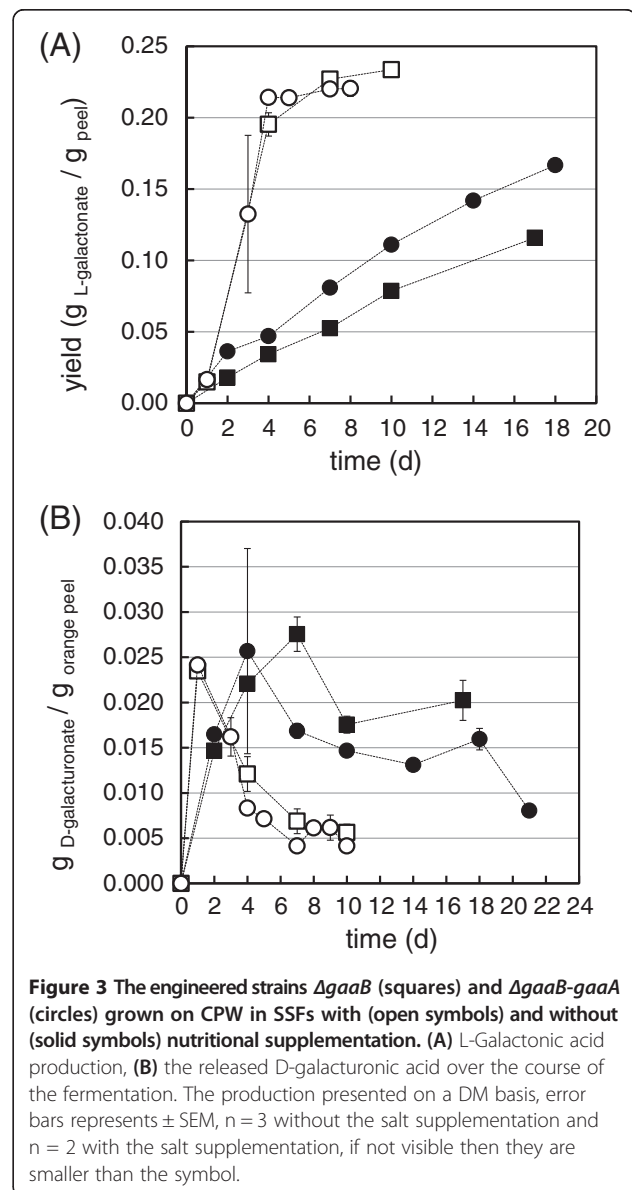 (A)
0.25
0.20
0.15
0.10
0.05
0.00
yield (g L-galactonate / g peel)
0 2 4 6 8 10 12 14 16 18 20
time (d)
(B)
0.040
0.035
0.030
0.025
0.020
0.015
0.010
0.005
0.000
g D-galacturonate / g orange peel
0 2 4 6 8 10 12 14 16 18 20 22 24
time (d)
Figure 3 The engineered strains ΔgaaB (squares) and ΔgaaB-gaaA
(circles) grown on CPW in SSFs with (open symbols) and without
(solid symbols) nutritional supplementation. (A) L-Galactonic acid
production, (B) the released D-galacturonic acid over the course of
the fermentation. The production presented on a DM basis, error
bars represents ± SEM, n = 3 without the salt supplementation and
n = 2 with the salt supplementation, if not visible then they are
smaller than the symbol.